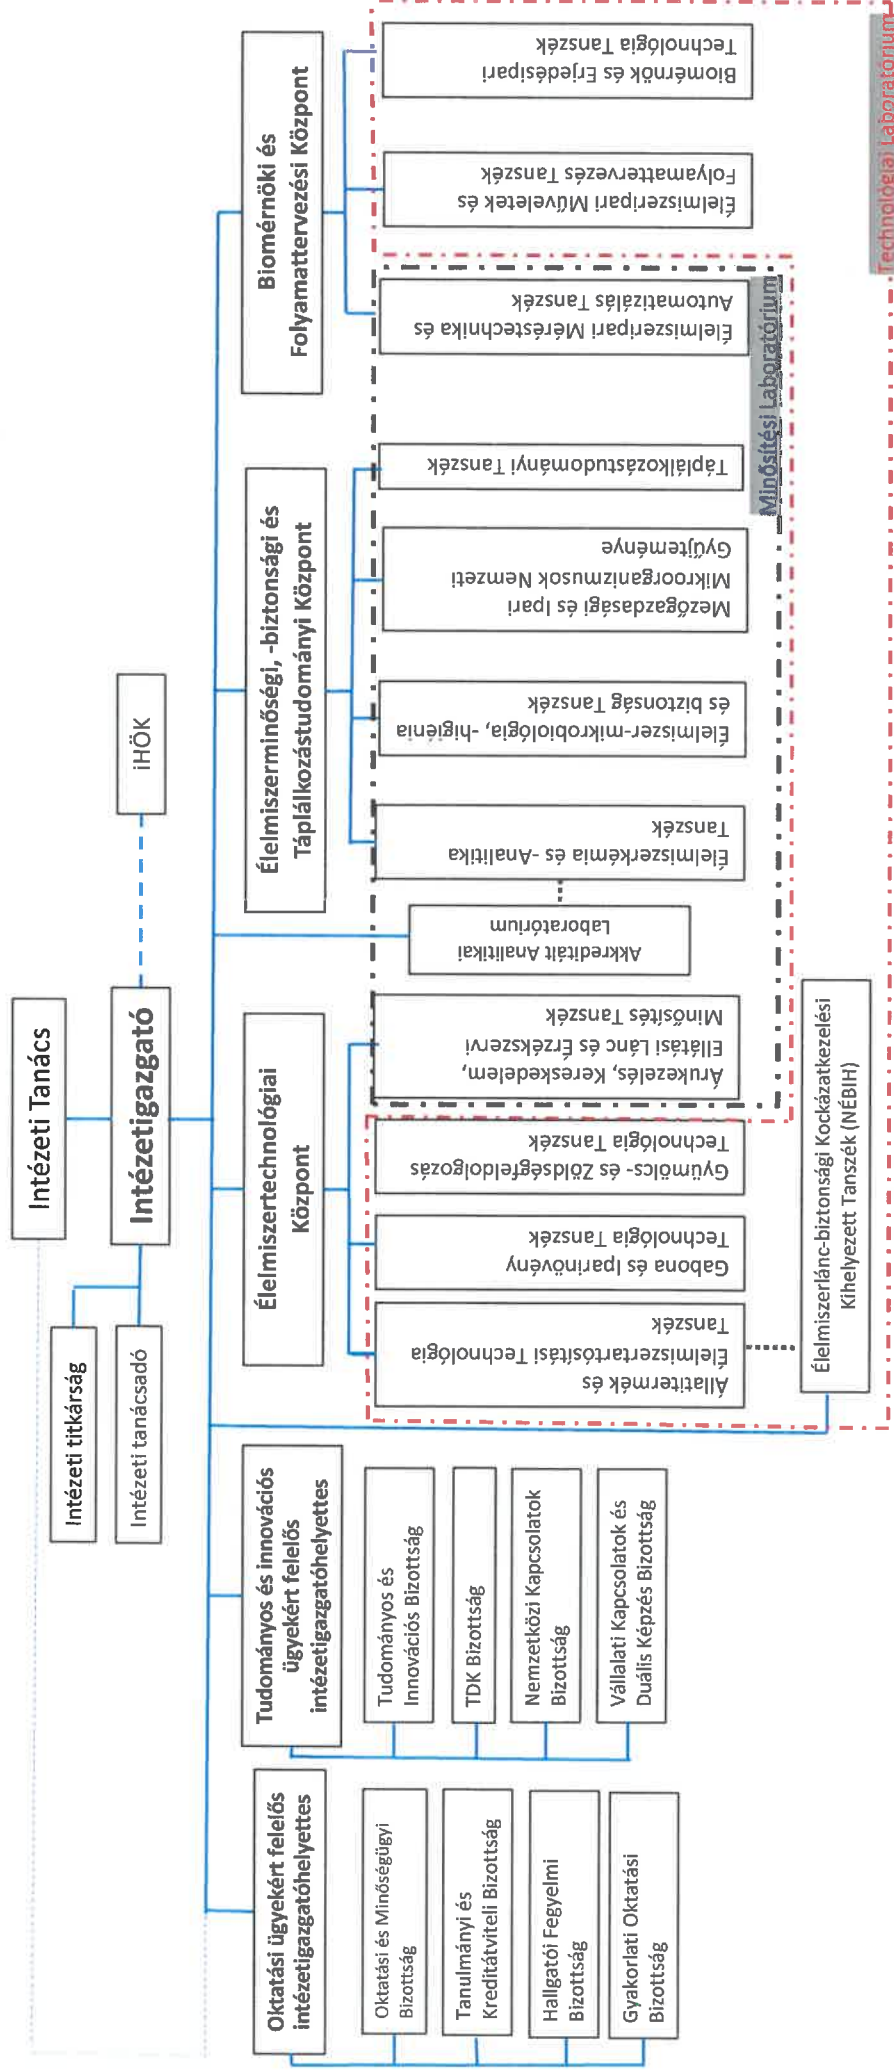 Intézeti Tanács
Intézetigazgató
iHÖK
Intézeti titkárság
Intézeti tanácsadó
Oktatási ügyekért felelős
intézetigazgatóhelyettes
Oktatási és Minőségügyi
Bizottság
Tanulmányi és
Kreditátviteli Bizottság
Hallgatói Fegyelmi
Bizottság
Gyakorlati Oktatási
Bizottság
Tudományos és innovációs
ügyekért felelős
intézetigazgatóhelyettes
Tudományos és
Innovációs Bizottság
TDK Bizottság
Nemzetközi Kapcsolatok
Bizottság
Vállalati Kapcsolatok és
Duális Képzés Bizottság
Élelmiszertechnológiai
Központ
Állatitermék és
Élelmiszertartósítási Technológia
Tanszék
Gabona és Iparinövény
Technológia Tanszék
Gyümölcs- és Zöldségfeldolgozás
Technológia Tanszék
Árukezelés, Kereskedelem,
Ellátási Lánc és Érzékszervi
Minősítés Tanszék
Élelmiszerlánc-biztonsági Kockázatkezelési
Kihelyezett Tanszék (NÉBIH)
Akkreditált Analitikai
Laboratórium
Élelmiszerminőségi, -biztonsági és
Táplálkozástudományi Központ
Élelmiszerkémia és -Analitika
Tanszék
Élelmiszer-mikrobiológia, -higiénia
és biztonság Tanszék
Mezőgazdasági és Ipari
Mikroorganizmusok Nemzeti
Gyűjteménye
Táplálkozástudományi Tanszék
Biomérnöki és
Folyamattervezési Központ
Élelmiszeripari Méréstechnika és
Automatizálás Tanszék
Élelmiszeripari Műveletek és
Folyamattervezés Tanszék
Biomérnök és Erjedésipari
Technológia Tanszék
Minősítési Laboratórium
Technológiai Laboratórium